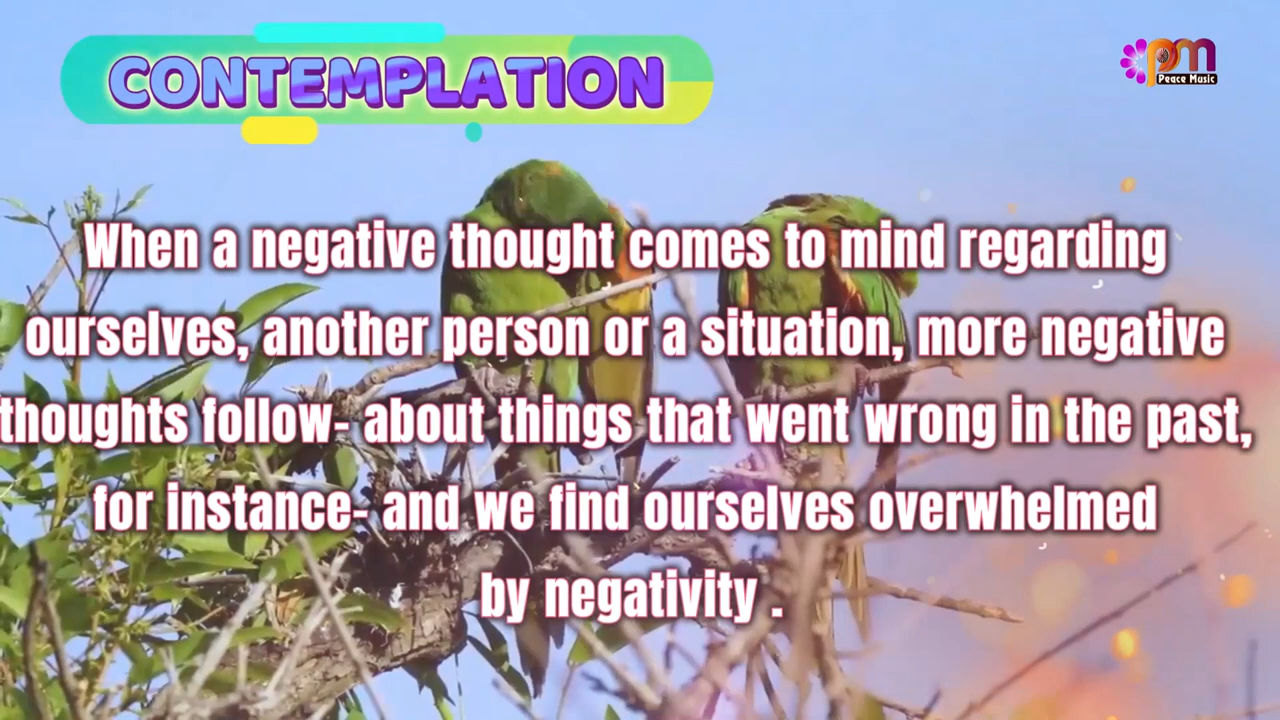 CONTEMPLATION
pm
Peace Music
When a negative thought comes to mind regarding
ourselves, another person or a situation, more negative
thoughts follow- about things that went wrong in the past,
for instance- and we find ourselves overwhelmed
by negativity .